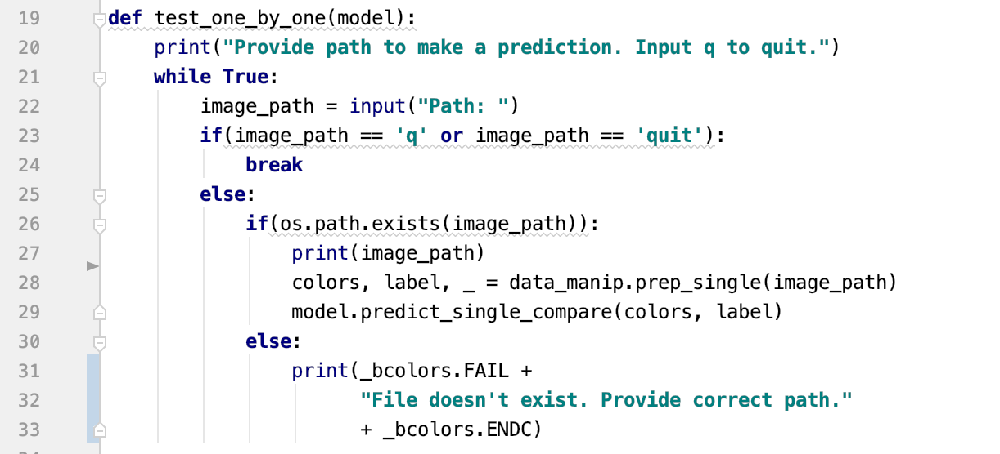 19 def test_one_by_one(model):
20     print("Provide path to make a prediction. Input q to quit.")
21     while True:
22         image_path = input("Path: ")
23         if(image_path == 'q' or image_path == 'quit'):
24             break
25         else:
26             if(os.path.exists(image_path)):
27                 print(image_path)
28                 colors, label, _ = data_manip.prep_single(image_path)
29                 model.predict_single_compare(colors, label)
30             else:
31                 print(_bcolors.FAIL +
32                       "File doesn't exist. Provide correct path."
33                       + _bcolors.ENDC)